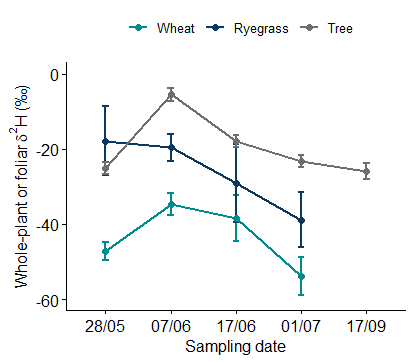 Wheat Ryegrass Tree
Whole-plant or foliar δ²H (‰)
0
-20
-40
-60
28/05 07/06 17/06 01/07 17/09
Sampling date